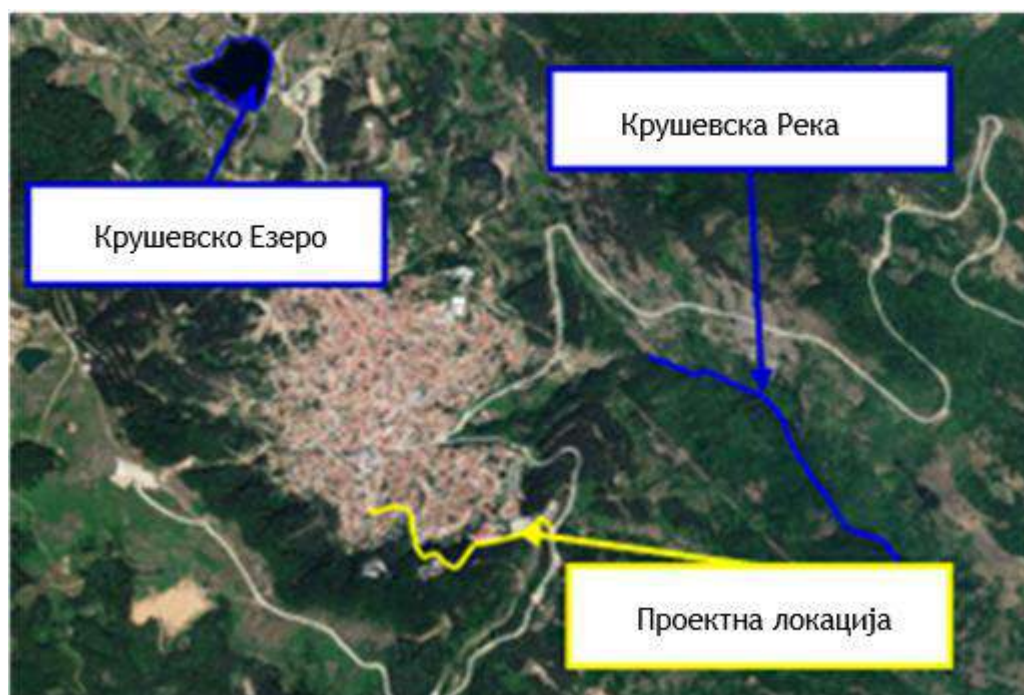 Крушевска Река
Крушевско Езеро
Проектна локација